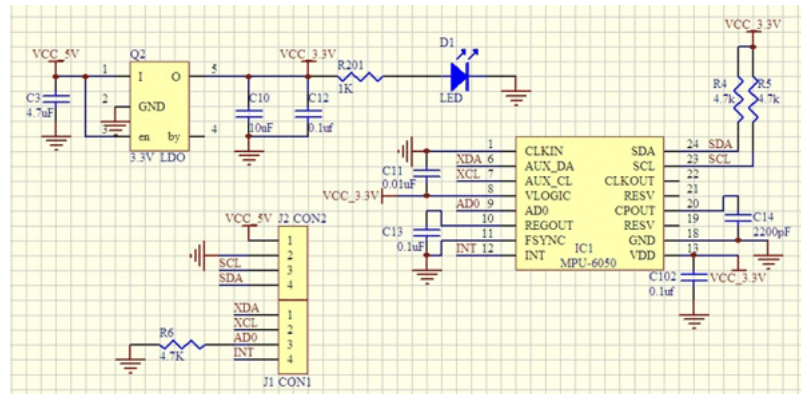 VCC_5V
Q2
VCC_3.3V
1
I
O
5
2
GND
3
en
by
4
3.3V LDO
C3
4.7uF
C10
10uF
C12
0.1uf
R201
1K
D1
LED
VCC_3.3V
R4
4.7k
R5
4.7k
1
CLKIN
SDA
24
SDA
XDA
6
AUX_DA
SCL
23
SCL
XCL
7
AUX_CL
CLKOUT
22
VCC_3.3V
8
VLOGIC
RESV
21
AD0
9
AD0
CPOUT
20
10
REGOUT
RESV
19
11
FSYNC
GND
18
INT
12
INT
VDD
13
IC1
MPU-6050
C11
0.01uF
C13
0.1uF
C14
2200pF
C102
0.1uf
VCC_3.3V
VCC_5V
J2 CON2
1
2
SCL
3
SDA
4
XDA
1
XCL
2
AD0
3
INT
4
R6
4.7K
J1 CON1